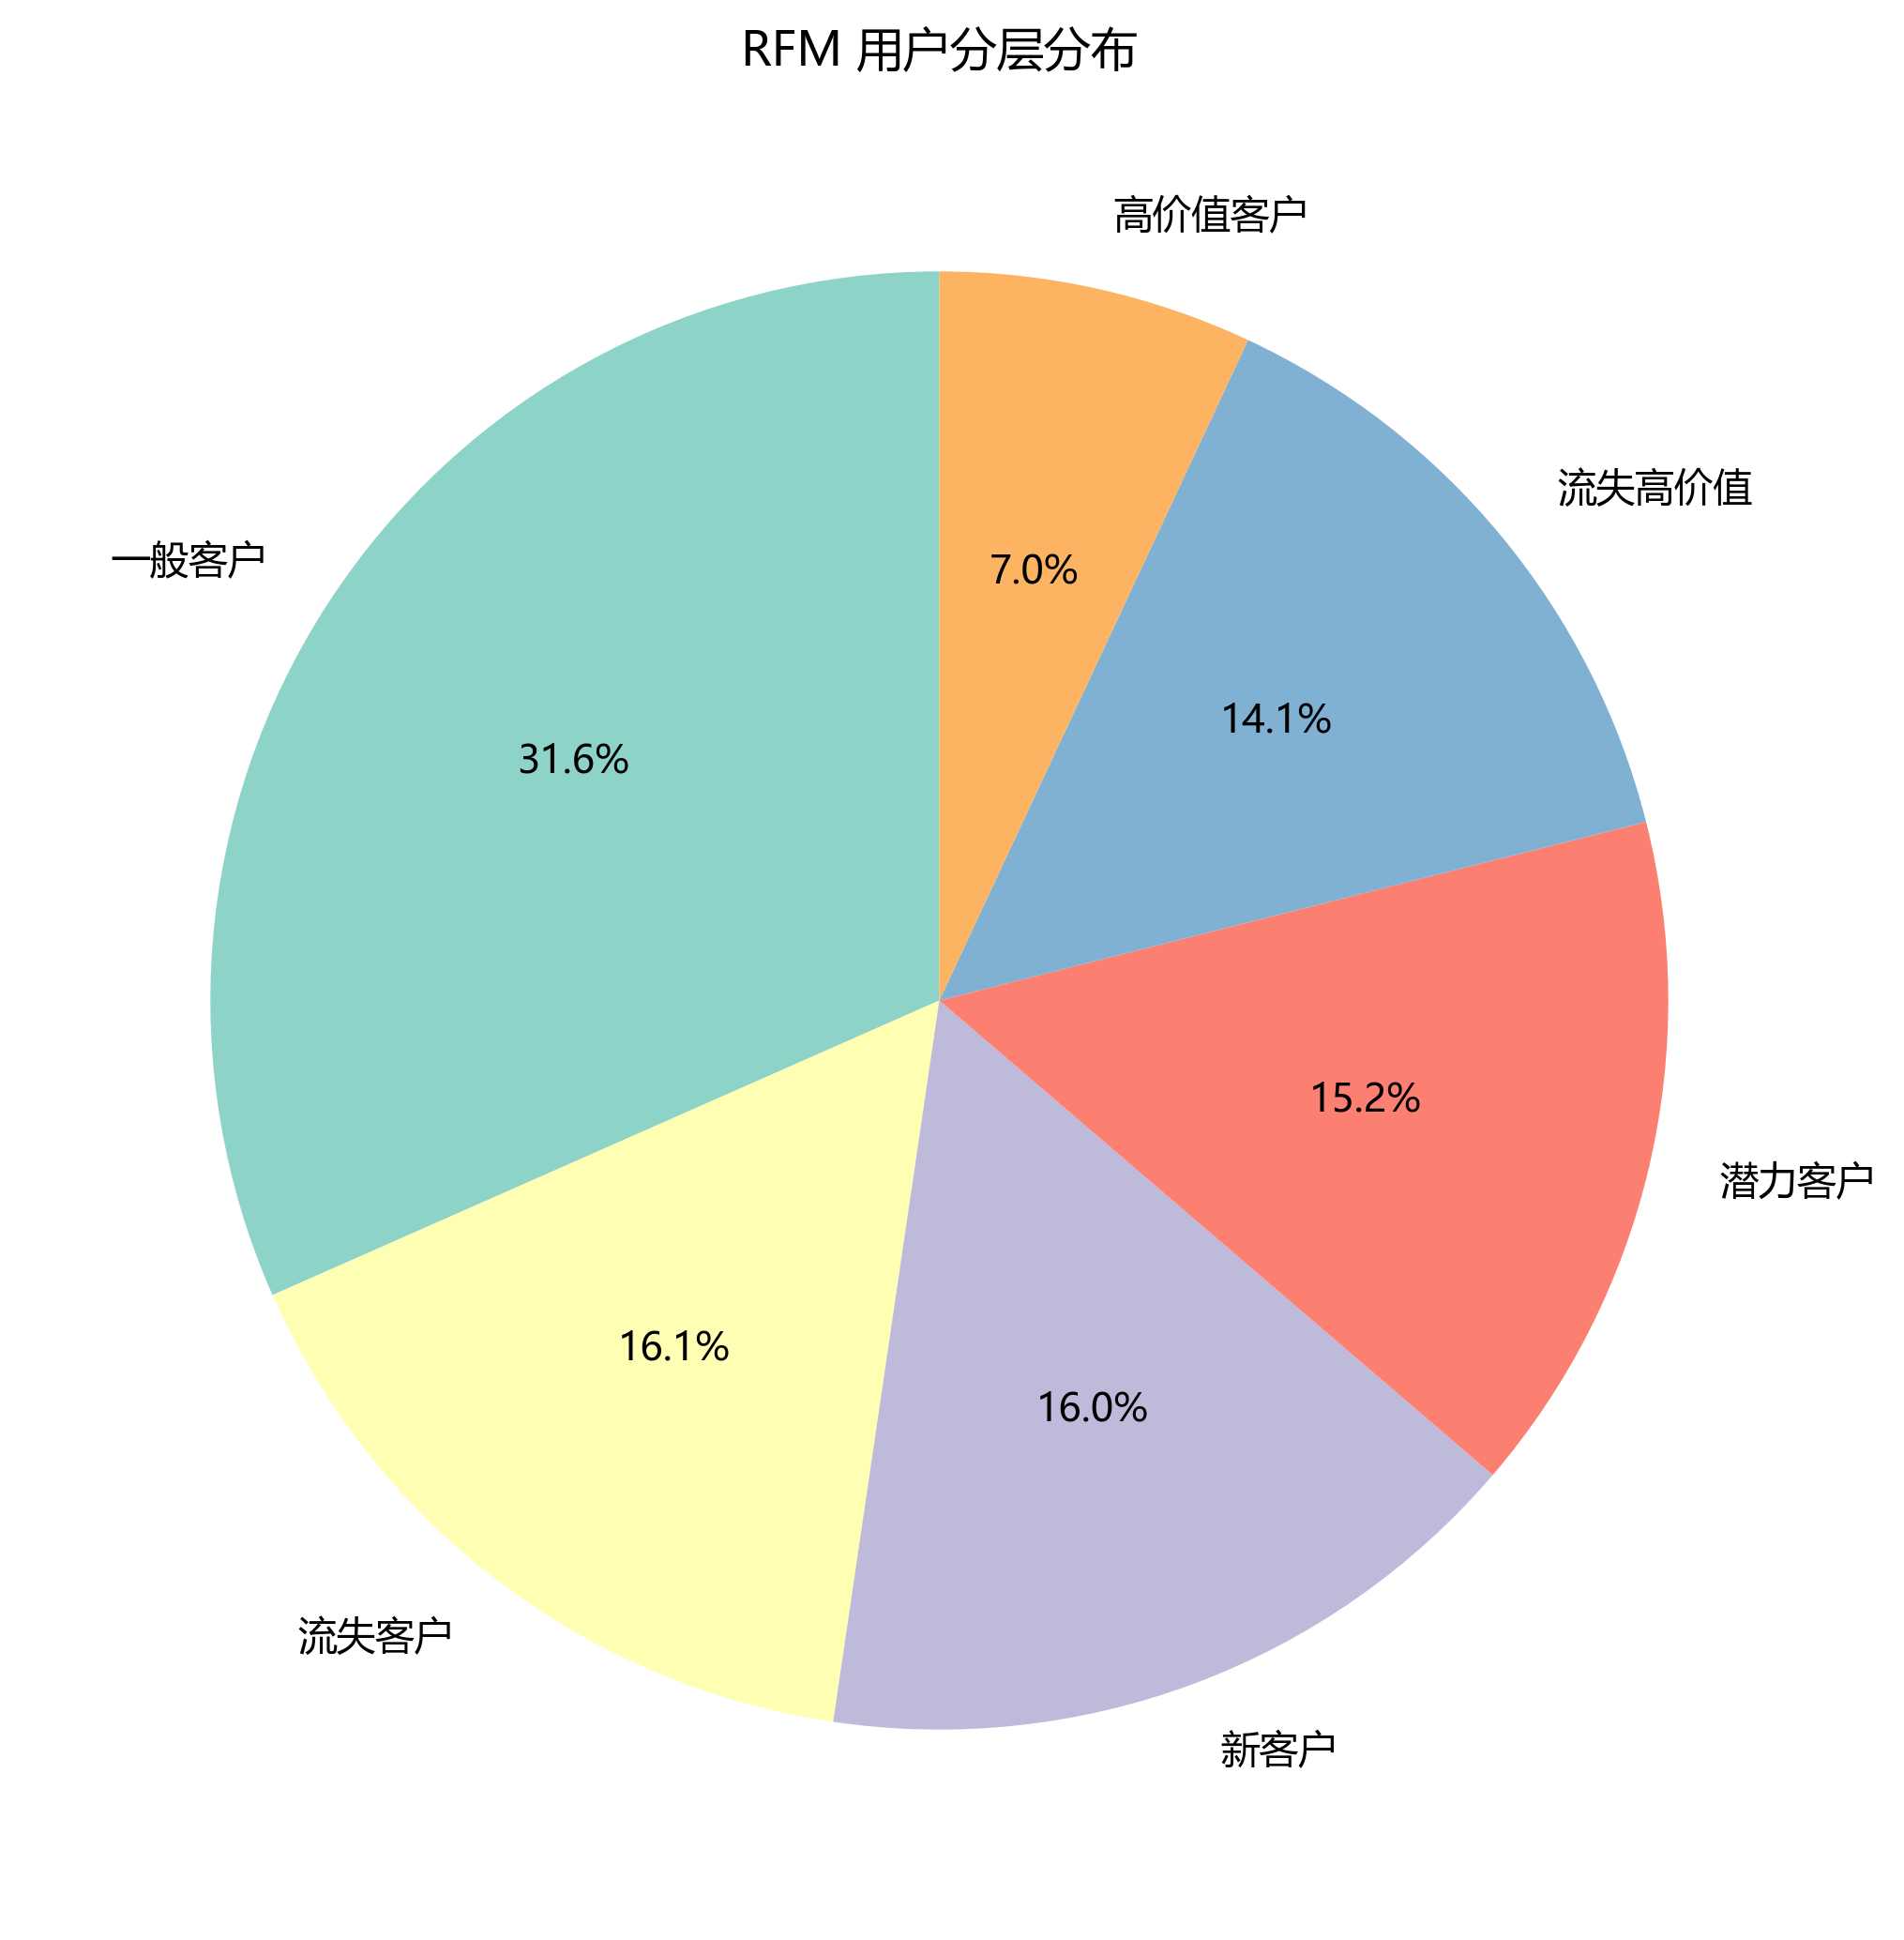 RFM 用户分层分布
高价值客户
流失高价值
一般客户
7.0%
14.1%
31.6%
15.2%
潜力客户
16.1%
16.0%
流失客户
新客户